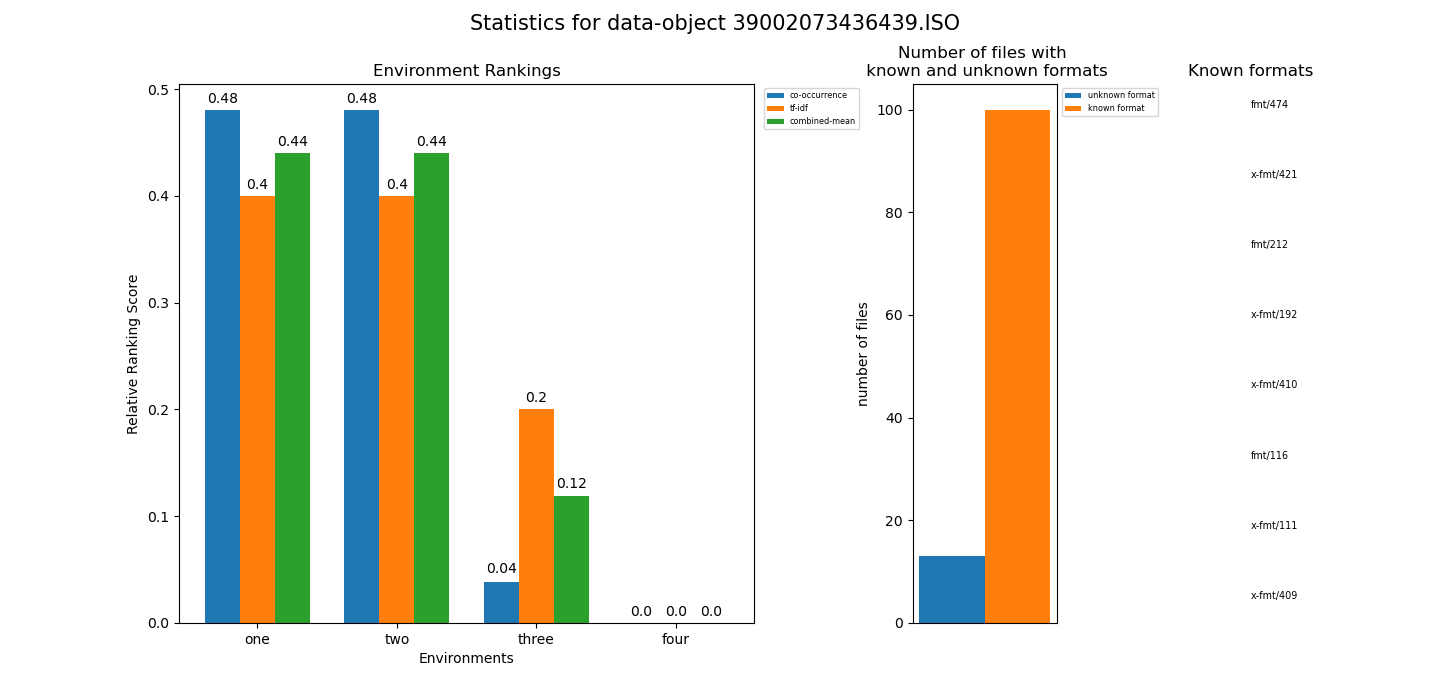 Statistics for data-object 39002073436439.ISO
Environment Rankings
0.5
0.4
0.3
0.2
0.1
0.0
Relative Ranking Score
0.48
0.4
0.44
0.48
0.4
0.44
0.04
0.2
0.12
0.0
0.0
0.0
one
two
three
four
Environments
co-occurrence
tf-idf
combined-mean
Number of files with
known and unknown formats
100
80
60
40
20
0
number of files
unknown format
known format
Known formats
fmt/474
x-fmt/421
fmt/212
x-fmt/192
x-fmt/410
fmt/116
x-fmt/111
x-fmt/409